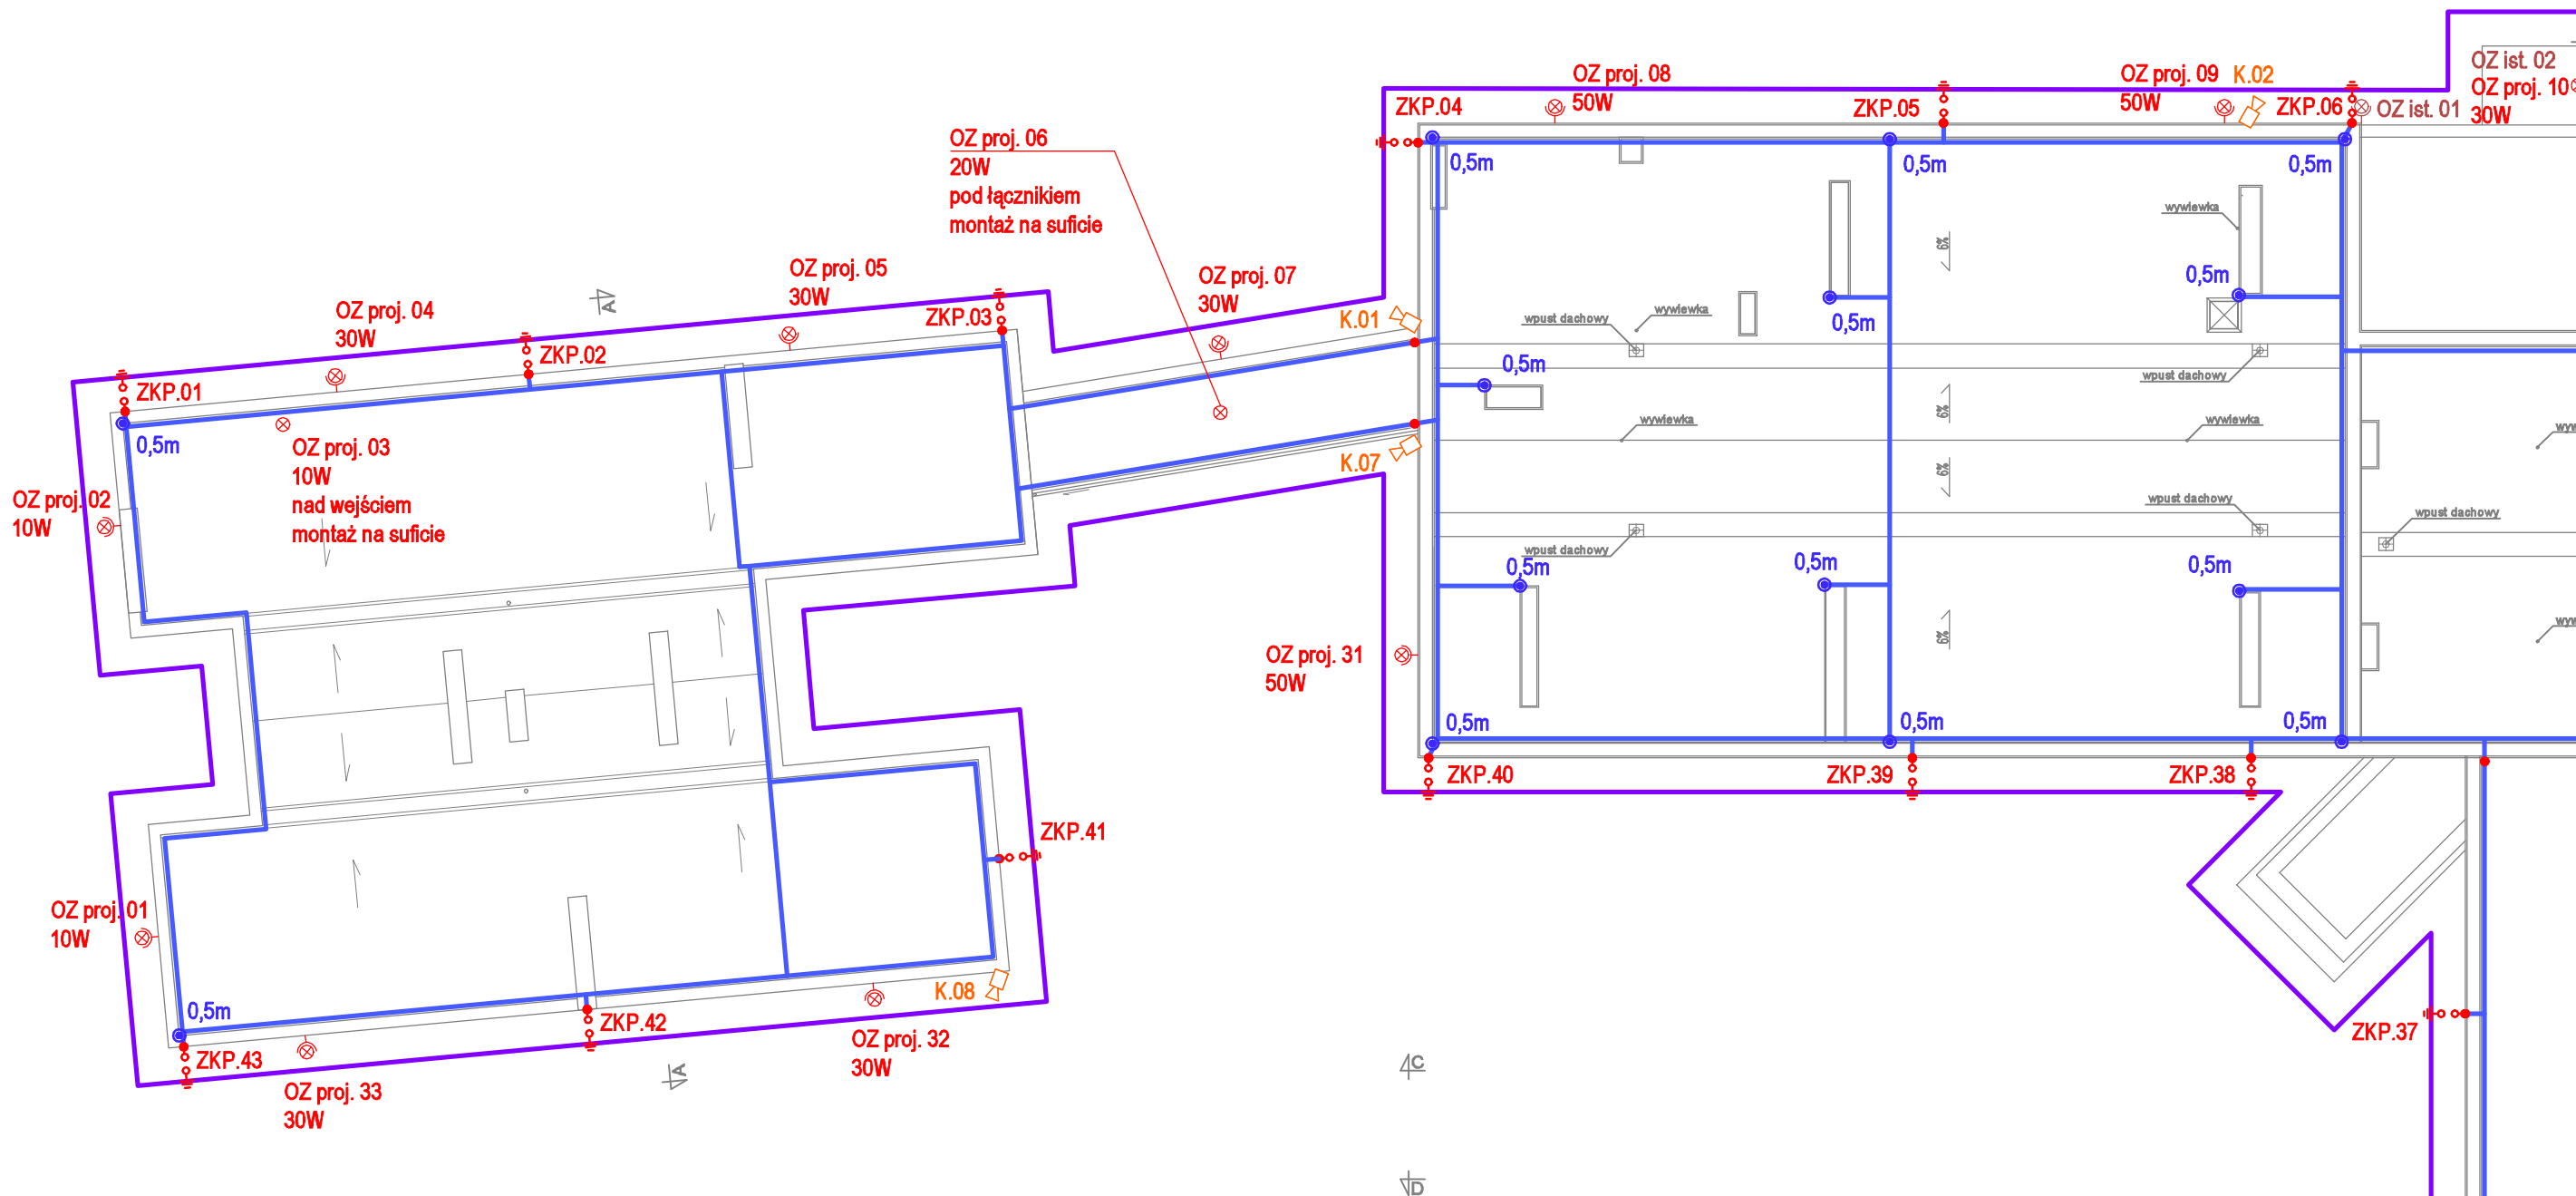 OZ ist. 02
OZ proj. 10
30W
OZ proj. 08
50W
OZ proj. 09
50W
K.02
ZKP.04
ZKP.05
ZKP.06
OZ ist. 01
OZ proj. 06
20W
pod łącznikiem
montaż na suficie
0,5m
0,5m
0,5m
wywiewka
6%
OZ proj. 05
30W
OZ proj. 07
30W
0,5m
OZ proj. 04
30W
A
ZKP.03
K.01
wpust dachowy
wywiewka
0,5m
ZKP.02
0,5m
wpust dachowy
ZKP.01
6%
0,5m
OZ proj. 03
10W
nad wejściem
montaż na suficie
K.07
wywiewka
wywiewka
6%
OZ proj. 02
10W
wpust dachowy
wpust dachowy
wpust dachowy
0,5m
0,5m
0,5m
6%
OZ proj. 31
50W
0,5m
0,5m
0,5m
ZKP.40
ZKP.39
ZKP.38
ZKP.41
OZ proj. 01
10W
K.08
0,5m
ZKP.42
ZKP.37
OZ proj. 32
30W
ZKP.43
A
C
OZ proj. 33
30W
D